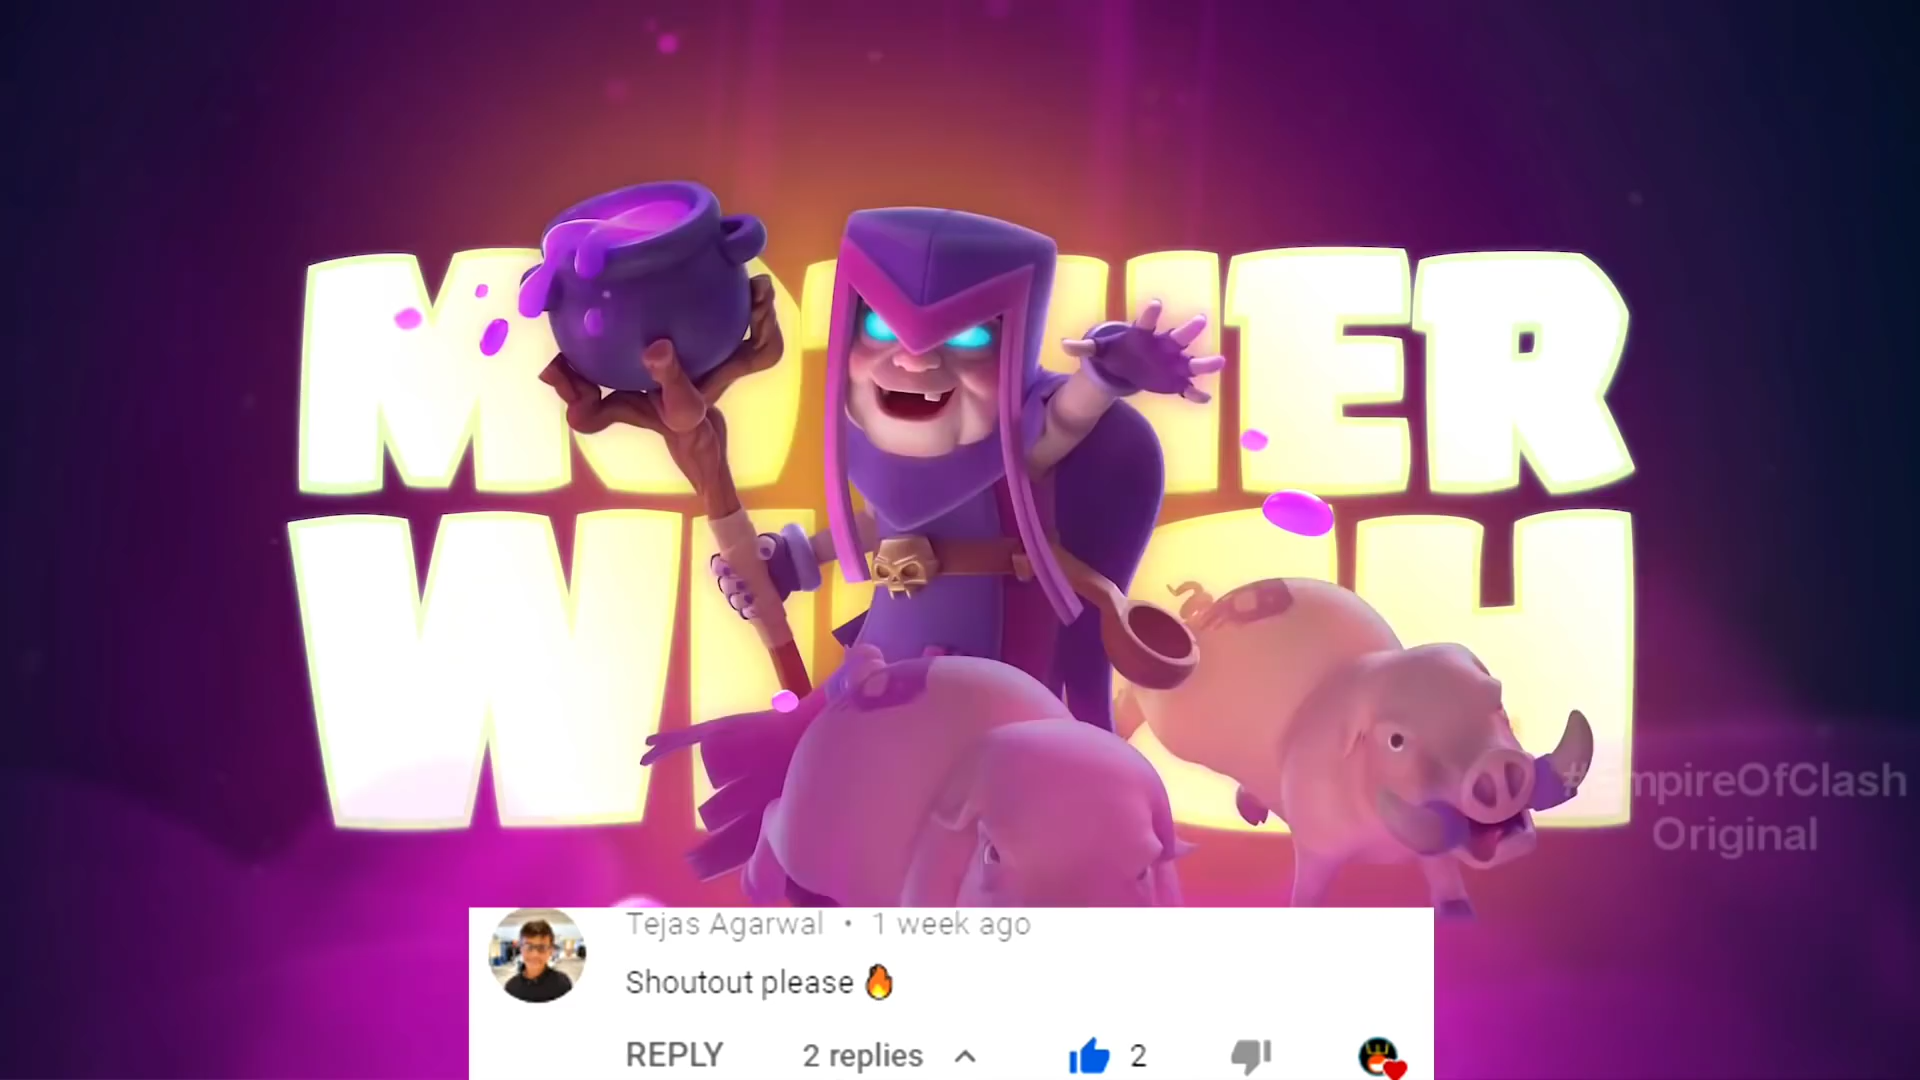 MOTHER
WITCH
#EmpireOfClash
Original
Tejas Agarwal • 1 week ago
Shoutout please 🔥
REPLY 2 replies 2